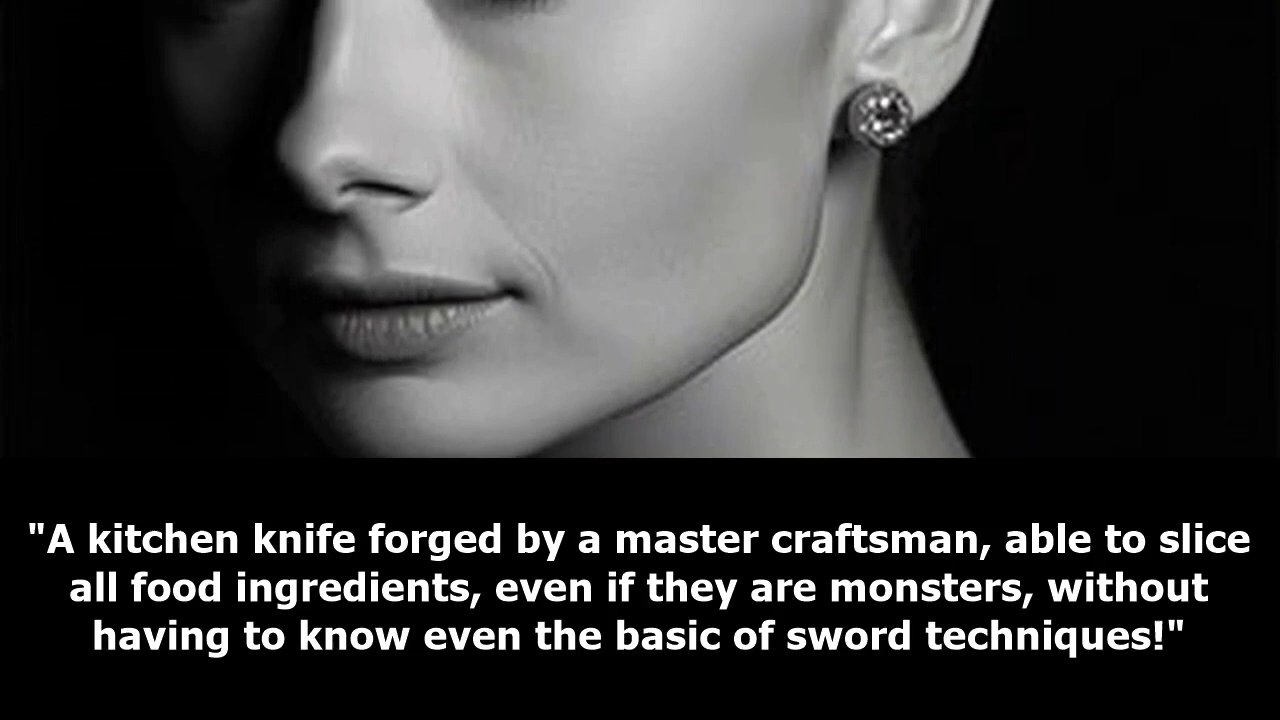 "A kitchen knife forged by a master craftsman, able to slice
all food ingredients, even if they are monsters, without
having to know even the basic of sword techniques!"